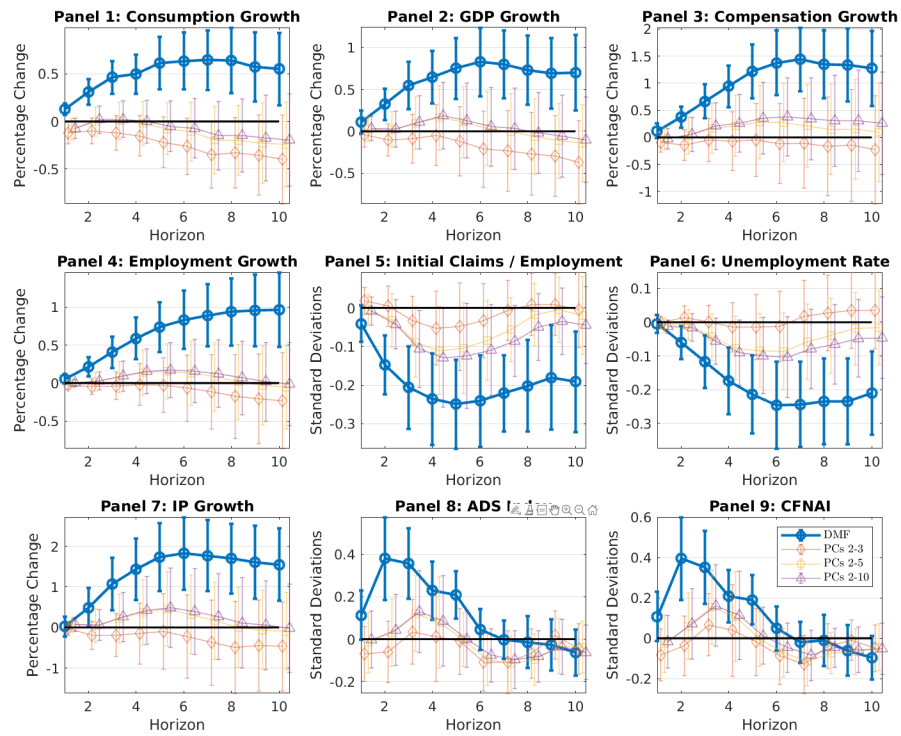 Panel 1: Consumption Growth
Percentage Change
0.5
0
-0.5
2 4 6 8 10
Horizon
Panel 2: GDP Growth
Percentage Change
1
0.5
0
-0.5
2 4 6 8 10
Horizon
Panel 3: Compensation Growth
Percentage Change
2
1.5
1
0.5
0
-0.5
-1
2 4 6 8 10
Horizon
Panel 4: Employment Growth
Percentage Change
1
0.5
0
-0.5
2 4 6 8 10
Horizon
Panel 5: Initial Claims / Employment
Standard Deviations
0
-0.1
-0.2
-0.3
2 4 6 8 10
Horizon
Panel 6: Unemployment Rate
Standard Deviations
0.1
0
-0.1
-0.2
-0.3
2 4 6 8 10
Horizon
Panel 7: IP Growth
Percentage Change
2
1
0
-1
2 4 6 8 10
Horizon
Panel 8: ADS
Standard Deviations
0.4
0.2
0
-0.2
2 4 6 8 10
Horizon
Panel 9: CFNAI
Standard Deviations
0.6
0.4
0.2
0
-0.2
2 4 6 8 10
Horizon
DMF
PCs 2-3
PCs 2-5
PCs 2-10